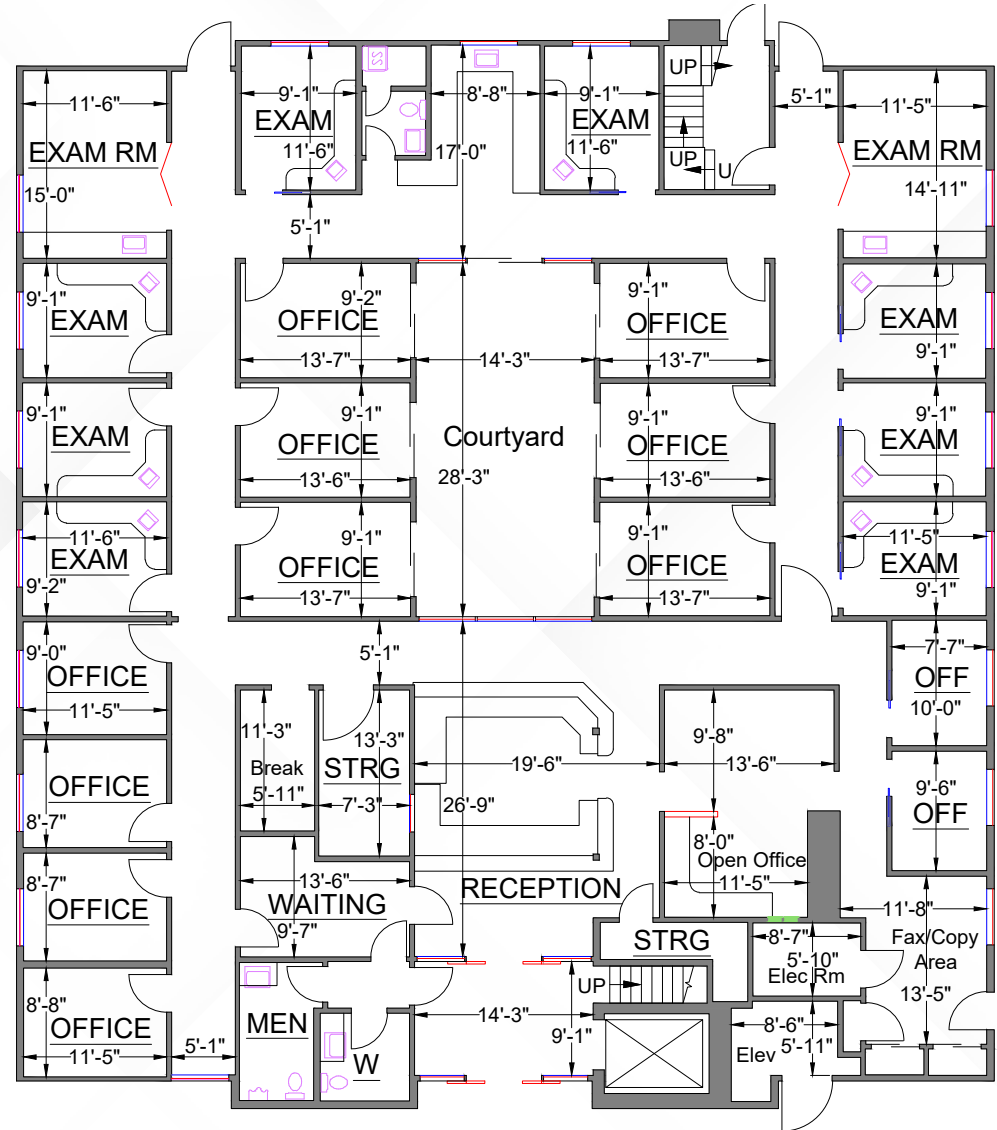 UP
11'-6"
9'-1"
8'-8"
9'-1"
5'-1"
11'-5"
EXAM
EXAM
EXAM RM
11'-6"
17'-0"
11'-6"
UP
U
EXAM RM
15'-0"
14'-11"
5'-1"
9'-1"
9'-2"
9'-1"
EXAM
OFFICE
OFFICE
EXAM
13'-7"
14'-3"
13'-7"
9'-1"
9'-1"
9'-1"
9'-1"
EXAM
OFFICE
Courtyard
OFFICE
EXAM
13'-6"
28'-3"
13'-6"
9'-1"
9'-1"
9'-1"
11'-6"
11'-5"
EXAM
OFFICE
OFFICE
EXAM
9'-2"
13'-7"
13'-7"
9'-1"
9'-0"
5'-1"
7'-7"
OFFICE
OFF
11'-5"
10'-0"
11'-3"
13'-3"
9'-8"
Break
STRG
19'-6"
13'-6"
OFFICE
5'-11"
7'-3"
26'-9"
9'-6"
OFF
8'-7"
8'-0"
Open Office
8'-7"
13'-6"
RECEPTION
11'-5"
OFFICE
WAITING
11'-8"
9'-7"
STRG
8'-7"
Fax/Copy
Area
5'-10"
Elec Rm
8'-8"
UP
13'-5"
OFFICE
MEN
14'-3"
8'-6"
11'-5"
5'-1"
9'-1"
Elev
5'-11"
W